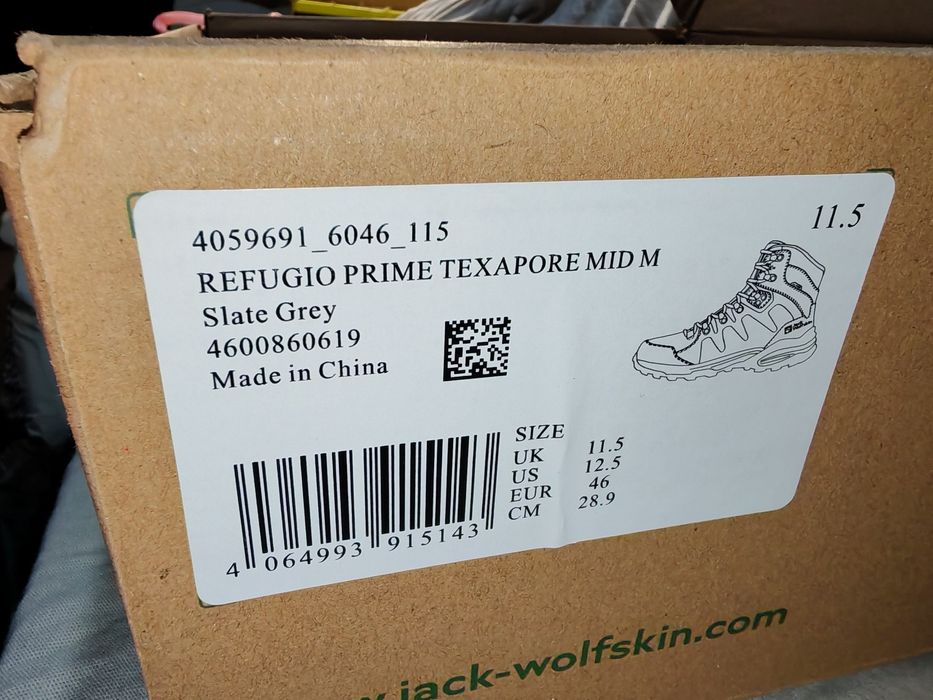 4059691_6046_115
11.5
REFUGIO PRIME TEXAPORE MID M
Slate Grey
4600860619
Made in China
SIZE
UK 11.5
US 12.5
EUR 46
CM 28.9
4 064993 915143
jack-wolfskin.com